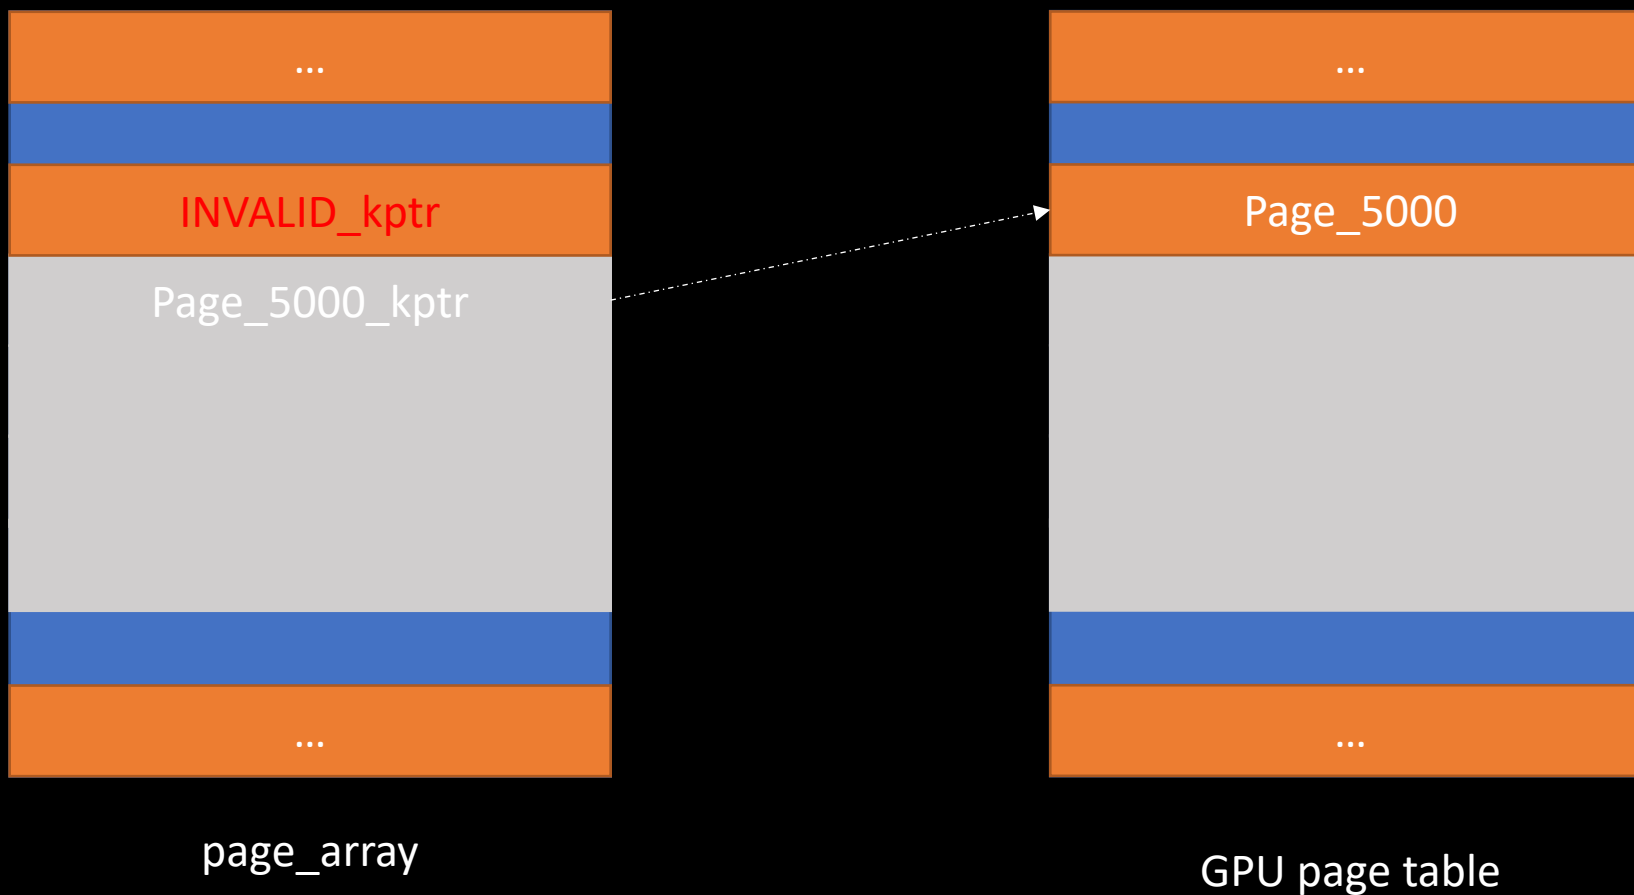 ...
INVALID_kptr
Page_5000_kptr
...
page_array
...
Page_5000
...
GPU page table